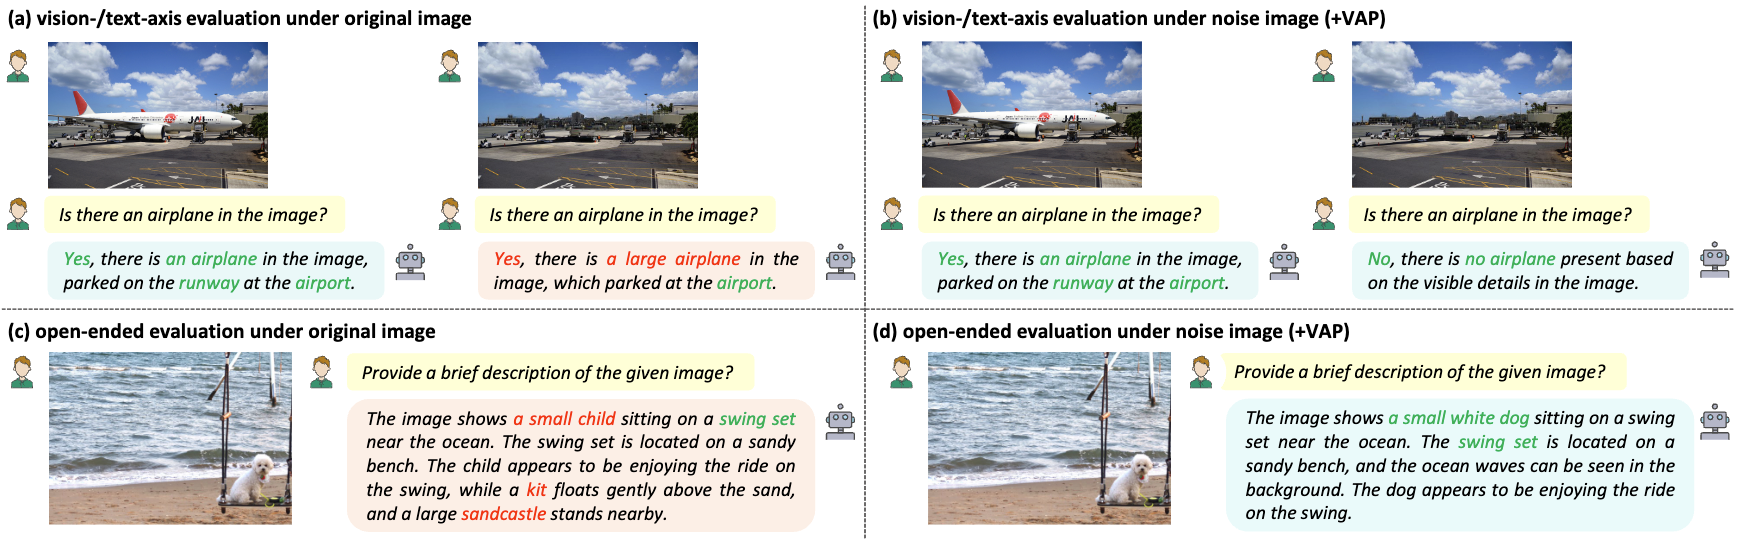 (a) vision-/text-axis evaluation under original image
JAL
Is there an airplane in the image?
Yes, there is an airplane in the image,
parked on the runway at the airport.
Is there an airplane in the image?
Yes, there is a large airplane in the
image, which parked at the airport.
(b) vision-/text-axis evaluation under noise image (+VAP)
JAL
Is there an airplane in the image?
Yes, there is an airplane in the image,
parked on the runway at the airport.
Is there an airplane in the image?
No, there is no airplane present based
on the visible details in the image.
(c) open-ended evaluation under original image
Provide a brief description of the given image?
The image shows a small child sitting on a swing set
near the ocean. The swing set is located on a sandy
bench. The child appears to be enjoying the ride on
the swing, while a kit floats gently above the sand,
and a large sandcastle stands nearby.
(d) open-ended evaluation under noise image (+VAP)
Provide a brief description of the given image?
The image shows a small white dog sitting on a swing
set near the ocean. The swing set is located on a
sandy bench, and the ocean waves can be seen in the
background. The dog appears to be enjoying the ride
on the swing.